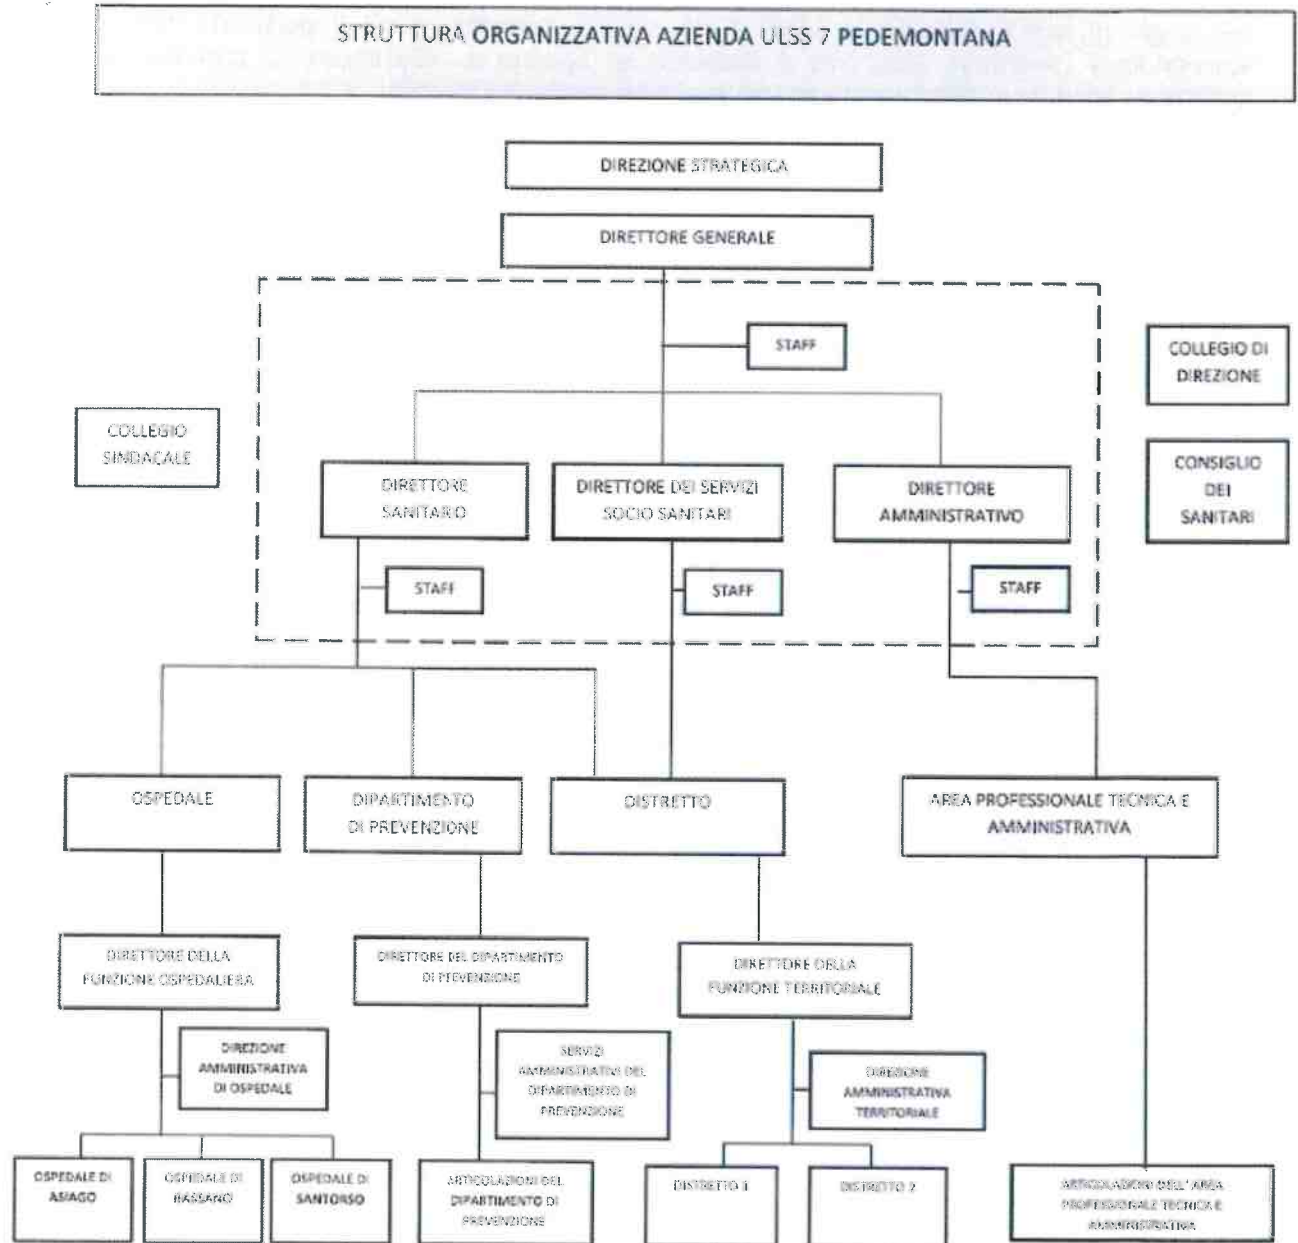 STRUTTURA ORGANIZZATIVA AZIENDA ULSS 7 PEDEMONTANA
DIREZIONE STRATEGICA
DIRETTORE GENERALE
STAFF
COLLEGIO DI
DIREZIONE
COLLEGIO
SINDACALE
CONSIGLIO
DEI
SANITARI
DIRETTORE
SANITARIO
DIRETTORE DEI SERVIZI
SOCIO SANITARI
DIRETTORE
AMMINISTRATIVO
STAFF
STAFF
STAFF
OSPEDALE
DIPARTIMENTO
DI PREVENZIONE
DISTRETTO
AREA PROFESSIONALE TECNICA E
AMMINISTRATIVA
DIRETTORE DELLA
FUNZIONE OSPEDALIERA
DIRETTORE DEL DIPARTIMENTO
DI PREVENZIONE
DIRETTORE DELLA
FUNZIONE TERRITORIALE
DIREZIONE
AMMINISTRATIVA
DI OSPEDALE
SERVIZI
AMMINISTRATIVI DEL
DIPARTIMENTO DI
PREVENZIONE
DIREZIONE
AMMINISTRATIVA
TERRITORIALE
OSPEDALE DI
ASIAGO
OSPEDALE DI
BASSANO
OSPEDALE DI
SANTORSO
ARTICOLAZIONI DEL
DIPARTIMENTO DI
PREVENZIONE
DISTRETTO 1
DISTRETTO 2
ARTICOLAZIONI DELL'AREA
PROFESSIONALE TECNICA E
AMMINISTRATIVA